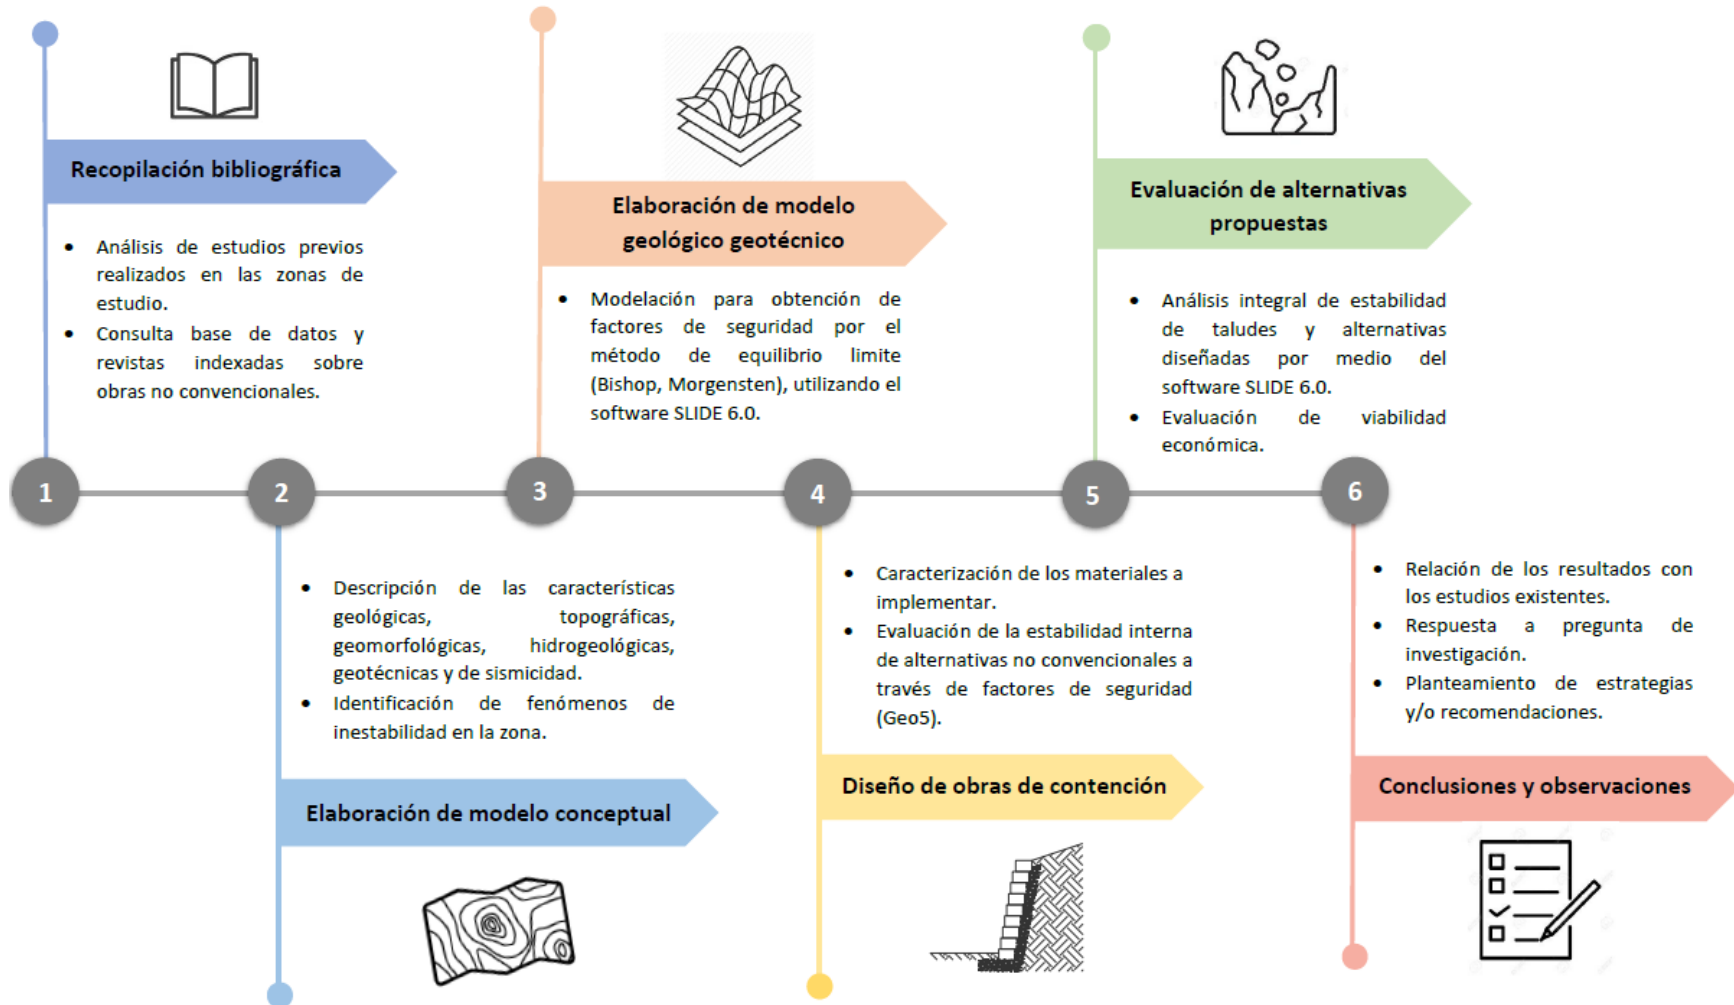 Recopilación bibliográfica
• Análisis de estudios previos
realizados en las zonas de
estudio.
• Consulta base de datos y
revistas indexadas sobre
obras no convencionales.
1
2
• Descripción de las características
geológicas, topográficas,
geomorfológicas, hidrogeológicas,
geotécnicas y de sismicidad.
• Identificación de fenómenos de
inestabilidad en la zona.
Elaboración de modelo conceptual
Elaboración de modelo
geológico geotécnico
• Modelación para obtención de
factores de seguridad por el
método de equilibrio limite
(Bishop, Morgensten), utilizando el
software SLIDE 6.0.
3
4
• Caracterización de los materiales a
implementar.
• Evaluación de la estabilidad interna
de alternativas no convencionales a
través de factores de seguridad
(Geo5).
Diseño de obras de contención
Evaluación de alternativas
propuestas
• Análisis integral de estabilidad
de taludes y alternativas
diseñadas por medio del
software SLIDE 6.0.
• Evaluación de viabilidad
económica.
5
6
• Relación de los resultados con
los estudios existentes.
• Respuesta a pregunta de
investigación.
• Planteamiento de estrategias
y/o recomendaciones.
Conclusiones y observaciones